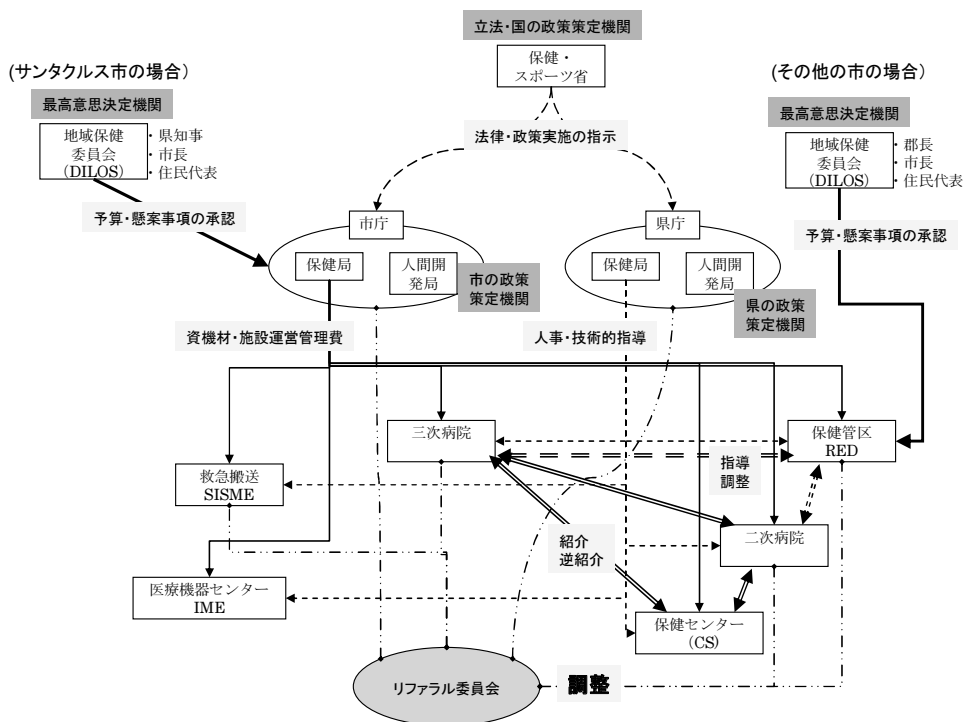 立法・国の政策策定機関
保健・
スポーツ省
(サンタクルス市の場合)
最高意思決定機関
地域保健
委員会
(DILOS)
・県知事
・市長
・住民代表
(その他の市の場合)
最高意思決定機関
地域保健
委員会
(DILOS)
・郡長
・市長
・住民代表
法律・政策実施の指示
予算・懸案事項の承認
予算・懸案事項の承認
市庁
保健局
人間開
発局
市の政策
策定機関
県庁
保健局
人間開
発局
県の政策
策定機関
資機材・施設運営管理費
人事・技術的指導
三次病院
保健管区
RED
指導
調整
救急搬送
SISME
二次病院
紹介
逆紹介
医療機器センター
IME
保健センター
(CS)
リファラル委員会
調整